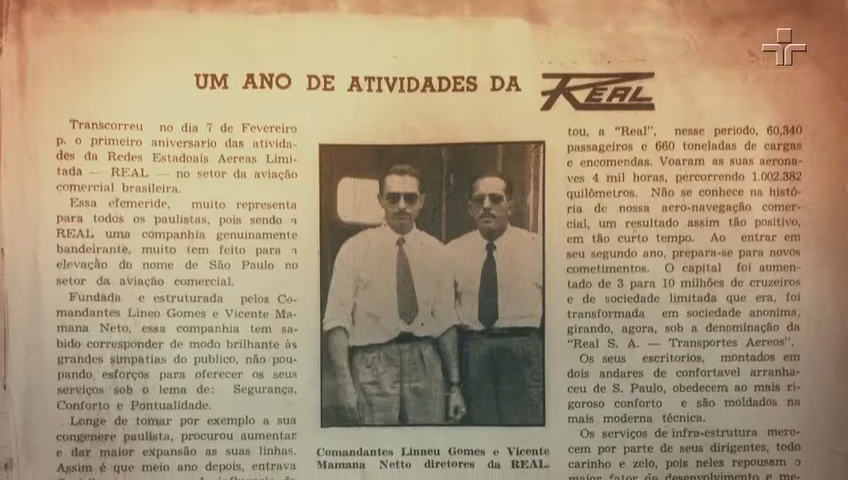 UM ANO DE ATIVIDADES DA REAL
Transcorreu no dia 7 de Fevereiro
p. o primeiro aniversario das ativida-
des da Redes Estadoais Aereas Limi-
tada — REAL — no setor da aviação
comercial brasileira.
Essa efemeride, muito representa
para todos os paulistas, pois sendo a
REAL uma companhia genuinamente
bandeirante, muito tem feito para a
elevação do nome de São Paulo no
setor da aviação comercial.
Fundada e estruturada pelos Co-
mandantes Lineo Gomes e Vicente Ma-
mana Neto, essa companhia tem sa-
bido corresponder de modo brilhante às
grandes simpatias do publico, não pou-
pando esforços para oferecer os seus
serviços sob o lema de: Segurança,
Conforto e Pontualidade.
Longe de tomar por exemplo a sua
congenere paulista, procurou aumentar
e dar maior expansão as suas linhas.
Assim é que meio ano depois, entrava
Comandantes Linneu Gomes e Vicente
Mamana Netto diretores da REAL.
tou, a "Real", nesse periodo, 60,340
passageiros e 660 toneladas de cargas
e encomendas. Voaram as suas aerona-
ves 4 mil horas, percorrendo 1.002,382
quilômetros. Não se conhece na histó-
ria de nossa aero-navegação comer-
cial, um resultado assim tão positivo,
em tão curto tempo. Ao entrar em
seu segundo ano, prepara-se para novos
cometimentos. O capital foi aumen-
tado de 3 para 10 milhões de cruzeiros
e de sociedade limitada que era, foi
transformada em sociedade anonima,
girando, agora, sob a denominação da
"Real S. A. — Transportes Aereos".
Os seus escritorios, montados em
dois andares de confortavel arranha-
ceu de S. Paulo, obedecem ao mais ri-
goroso conforto e são moldados na
mais moderna técnica.
Os serviços de infra-estrutura mere-
cem por parte de seus dirigentes, todo
carinho e zelo, pois neles repousam o
maior fator de desenvolvimento e me-